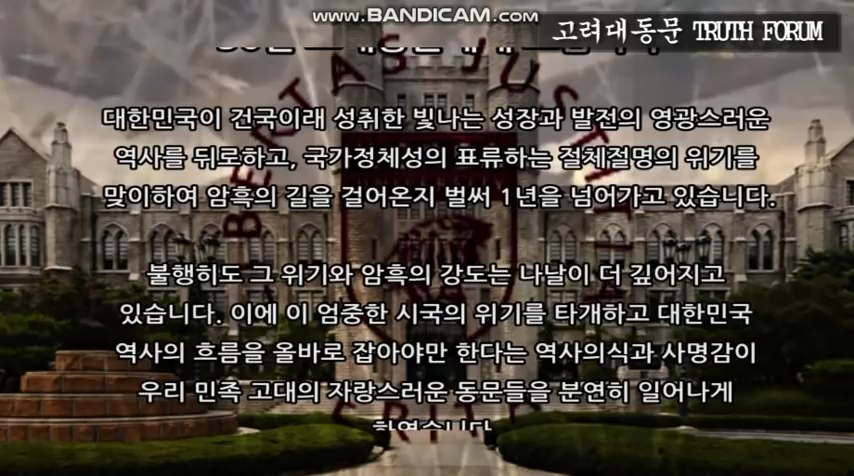 www.BANDICAM.com
고려대동문 TRUTH FORUM
대한민국이 건국이래 성취한 빛나는 성장과 발전의 영광스러운
역사를 뒤로하고, 국가정체성의 표류하는 절체절명의 위기를
맞이하여 암흑의 길을 걸어온지 벌써 1년을 넘어가고 있습니다.
불행히도 그 위기와 암흑의 강도는 나날이 더 깊어지고
있습니다. 이에 이 엄중한 시국의 위기를 타개하고 대한민국
역사의 흐름을 올바로 잡아야만 한다는 역사의식과 사명감이
우리 민족 고대의 자랑스러운 동문들을 분연히 일어나게